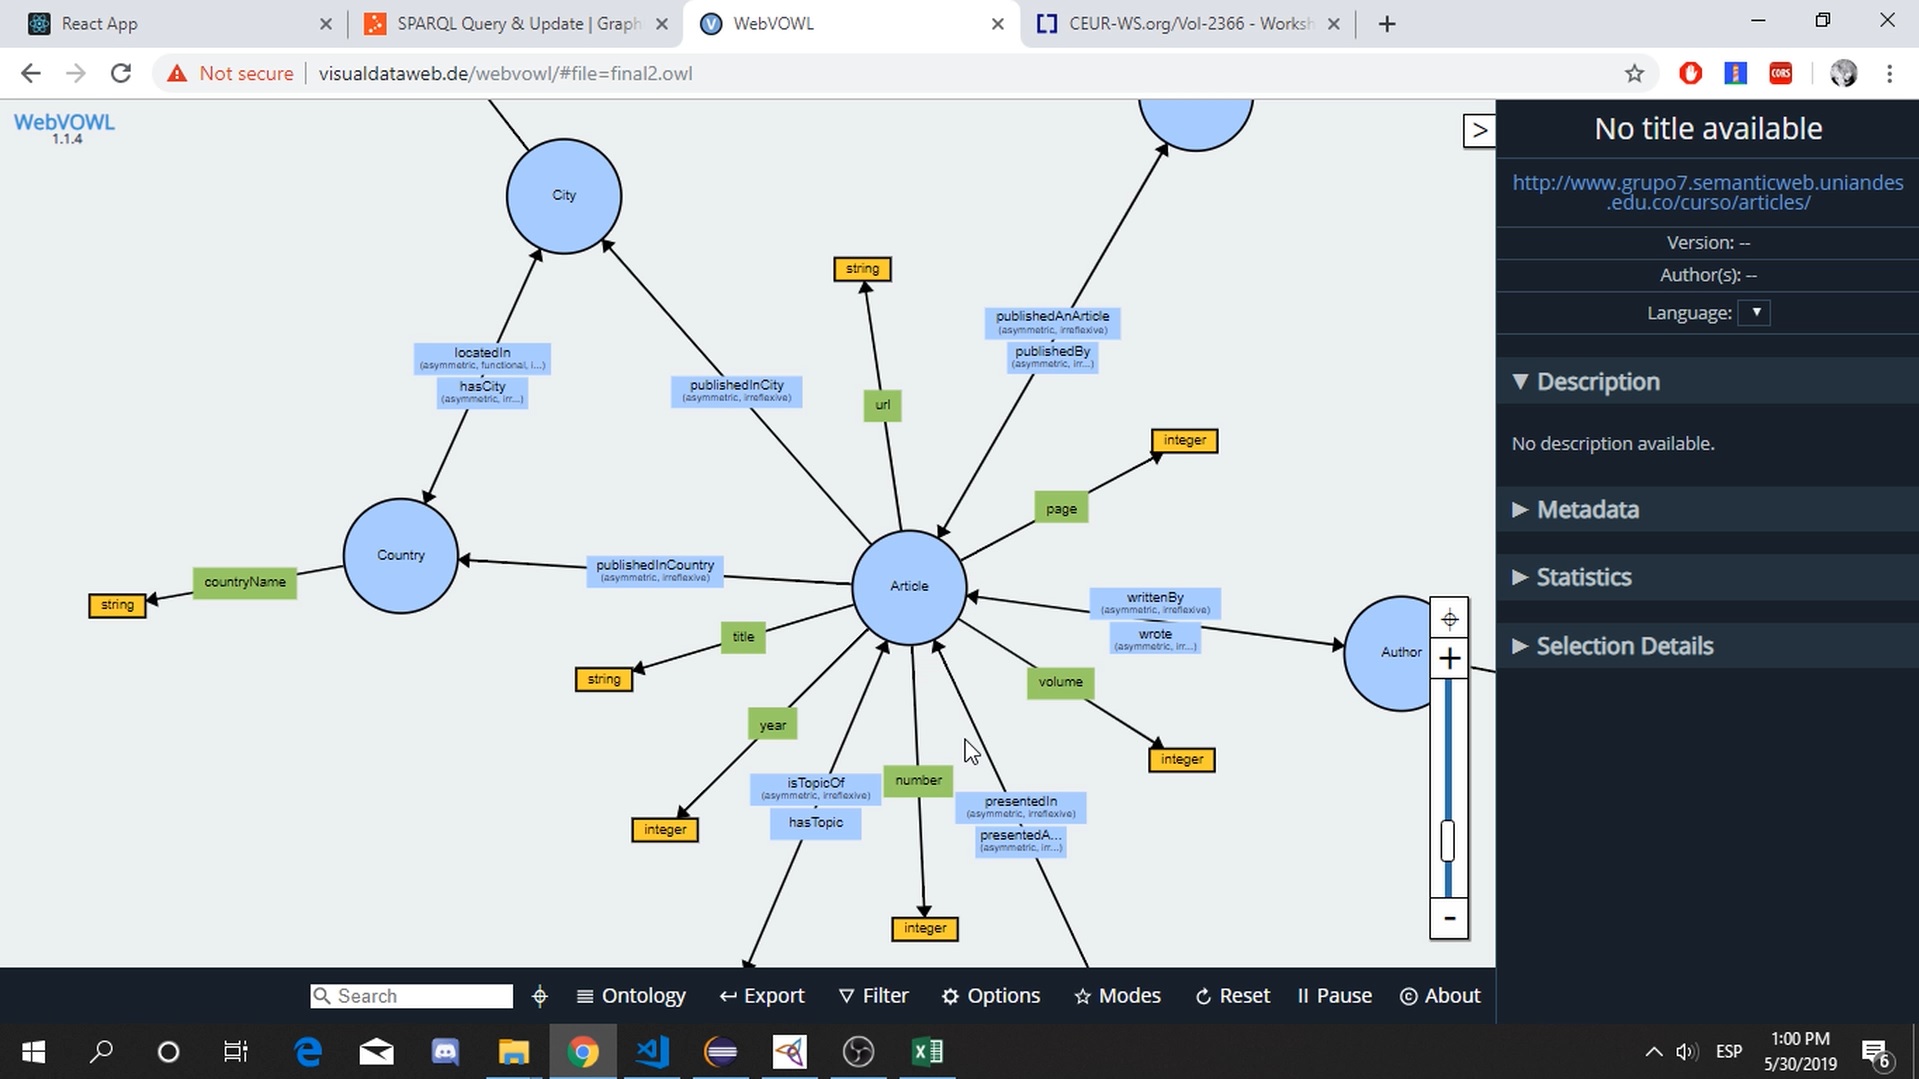 React App
SPARQL Query & Update | Graph
WebVOWL
CEUR-WS.org/Vol-2366 - Worksh
Not secure
visualdataweb.de/webvowl/#file=final2.owl
CORS
WebVOWL
1.1.4
>
City
string
publishedAnArticle
(asymmetric, irreflexive)
publishedBy
(asymmetric, irr...)
locatedIn
(asymmetric, functional, i...)
hasCity
(asymmetric, irr...)
publishedInCity
(asymmetric, irreflexive)
url
integer
page
Country
publishedInCountry
(asymmetric, irreflexive)
Article
countryName
string
writtenBy
(asymmetric, irreflexive)
wrote
(asymmetric, irr...)
Author
title
string
volume
year
integer
isTopicOf
(asymmetric, irreflexive)
hasTopic
number
presentedIn
(asymmetric, irreflexive)
presentedA...
(asymmetric, irr...)
integer
integer
+
-
No title available
http://www.grupo7.semanticweb.uniandes
.edu.co/curso/articles/
Version: --
Author(s): --
Language:
Description
No description available.
Metadata
Statistics
Selection Details
Search
Ontology
Export
Filter
Options
Modes
Reset
Pause
About
ESP
1:00 PM
5/30/2019
6